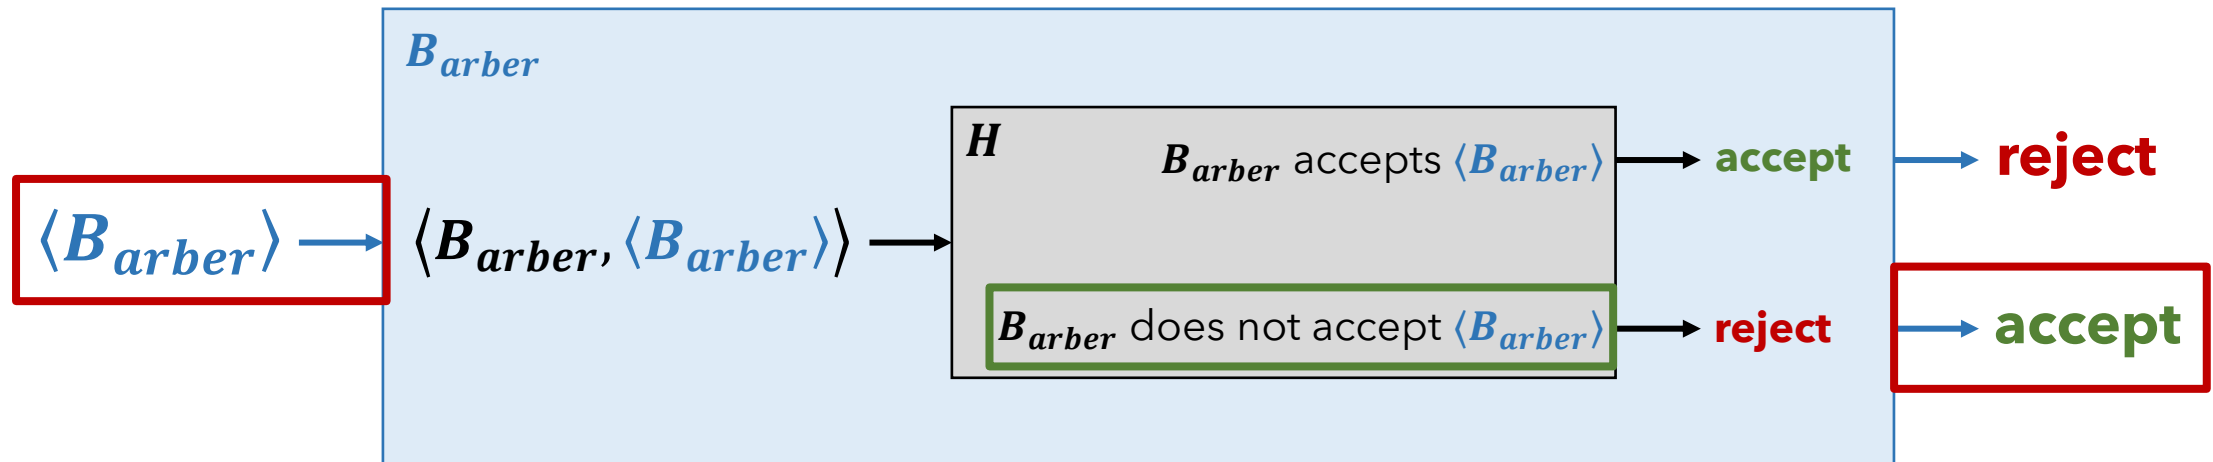 B_arber
H
B_arber accepts ⟨B_arber⟩ accept reject
⟨B_arber⟩ ⟨B_arber, ⟨B_arber⟩⟩
B_arber does not accept ⟨B_arber⟩ reject accept